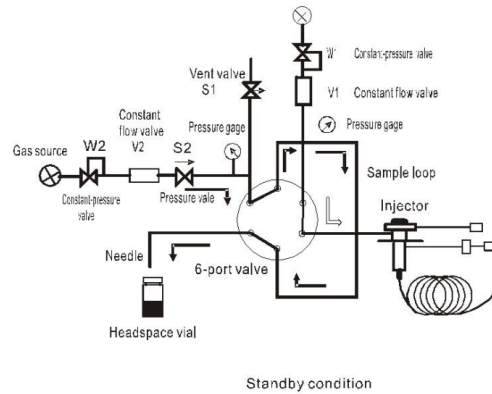 W1 Constant-pressure valve
Vent valve
S1
V1 Constant flow valve
Constant
flow valve
V2
W2
S2
Pressure gage
Pressure gage
Gas source
Constant-pressure
valve
Pressure vale
Sample loop
Injector
Needle
6-port valve
Headspace vial
Standby condition